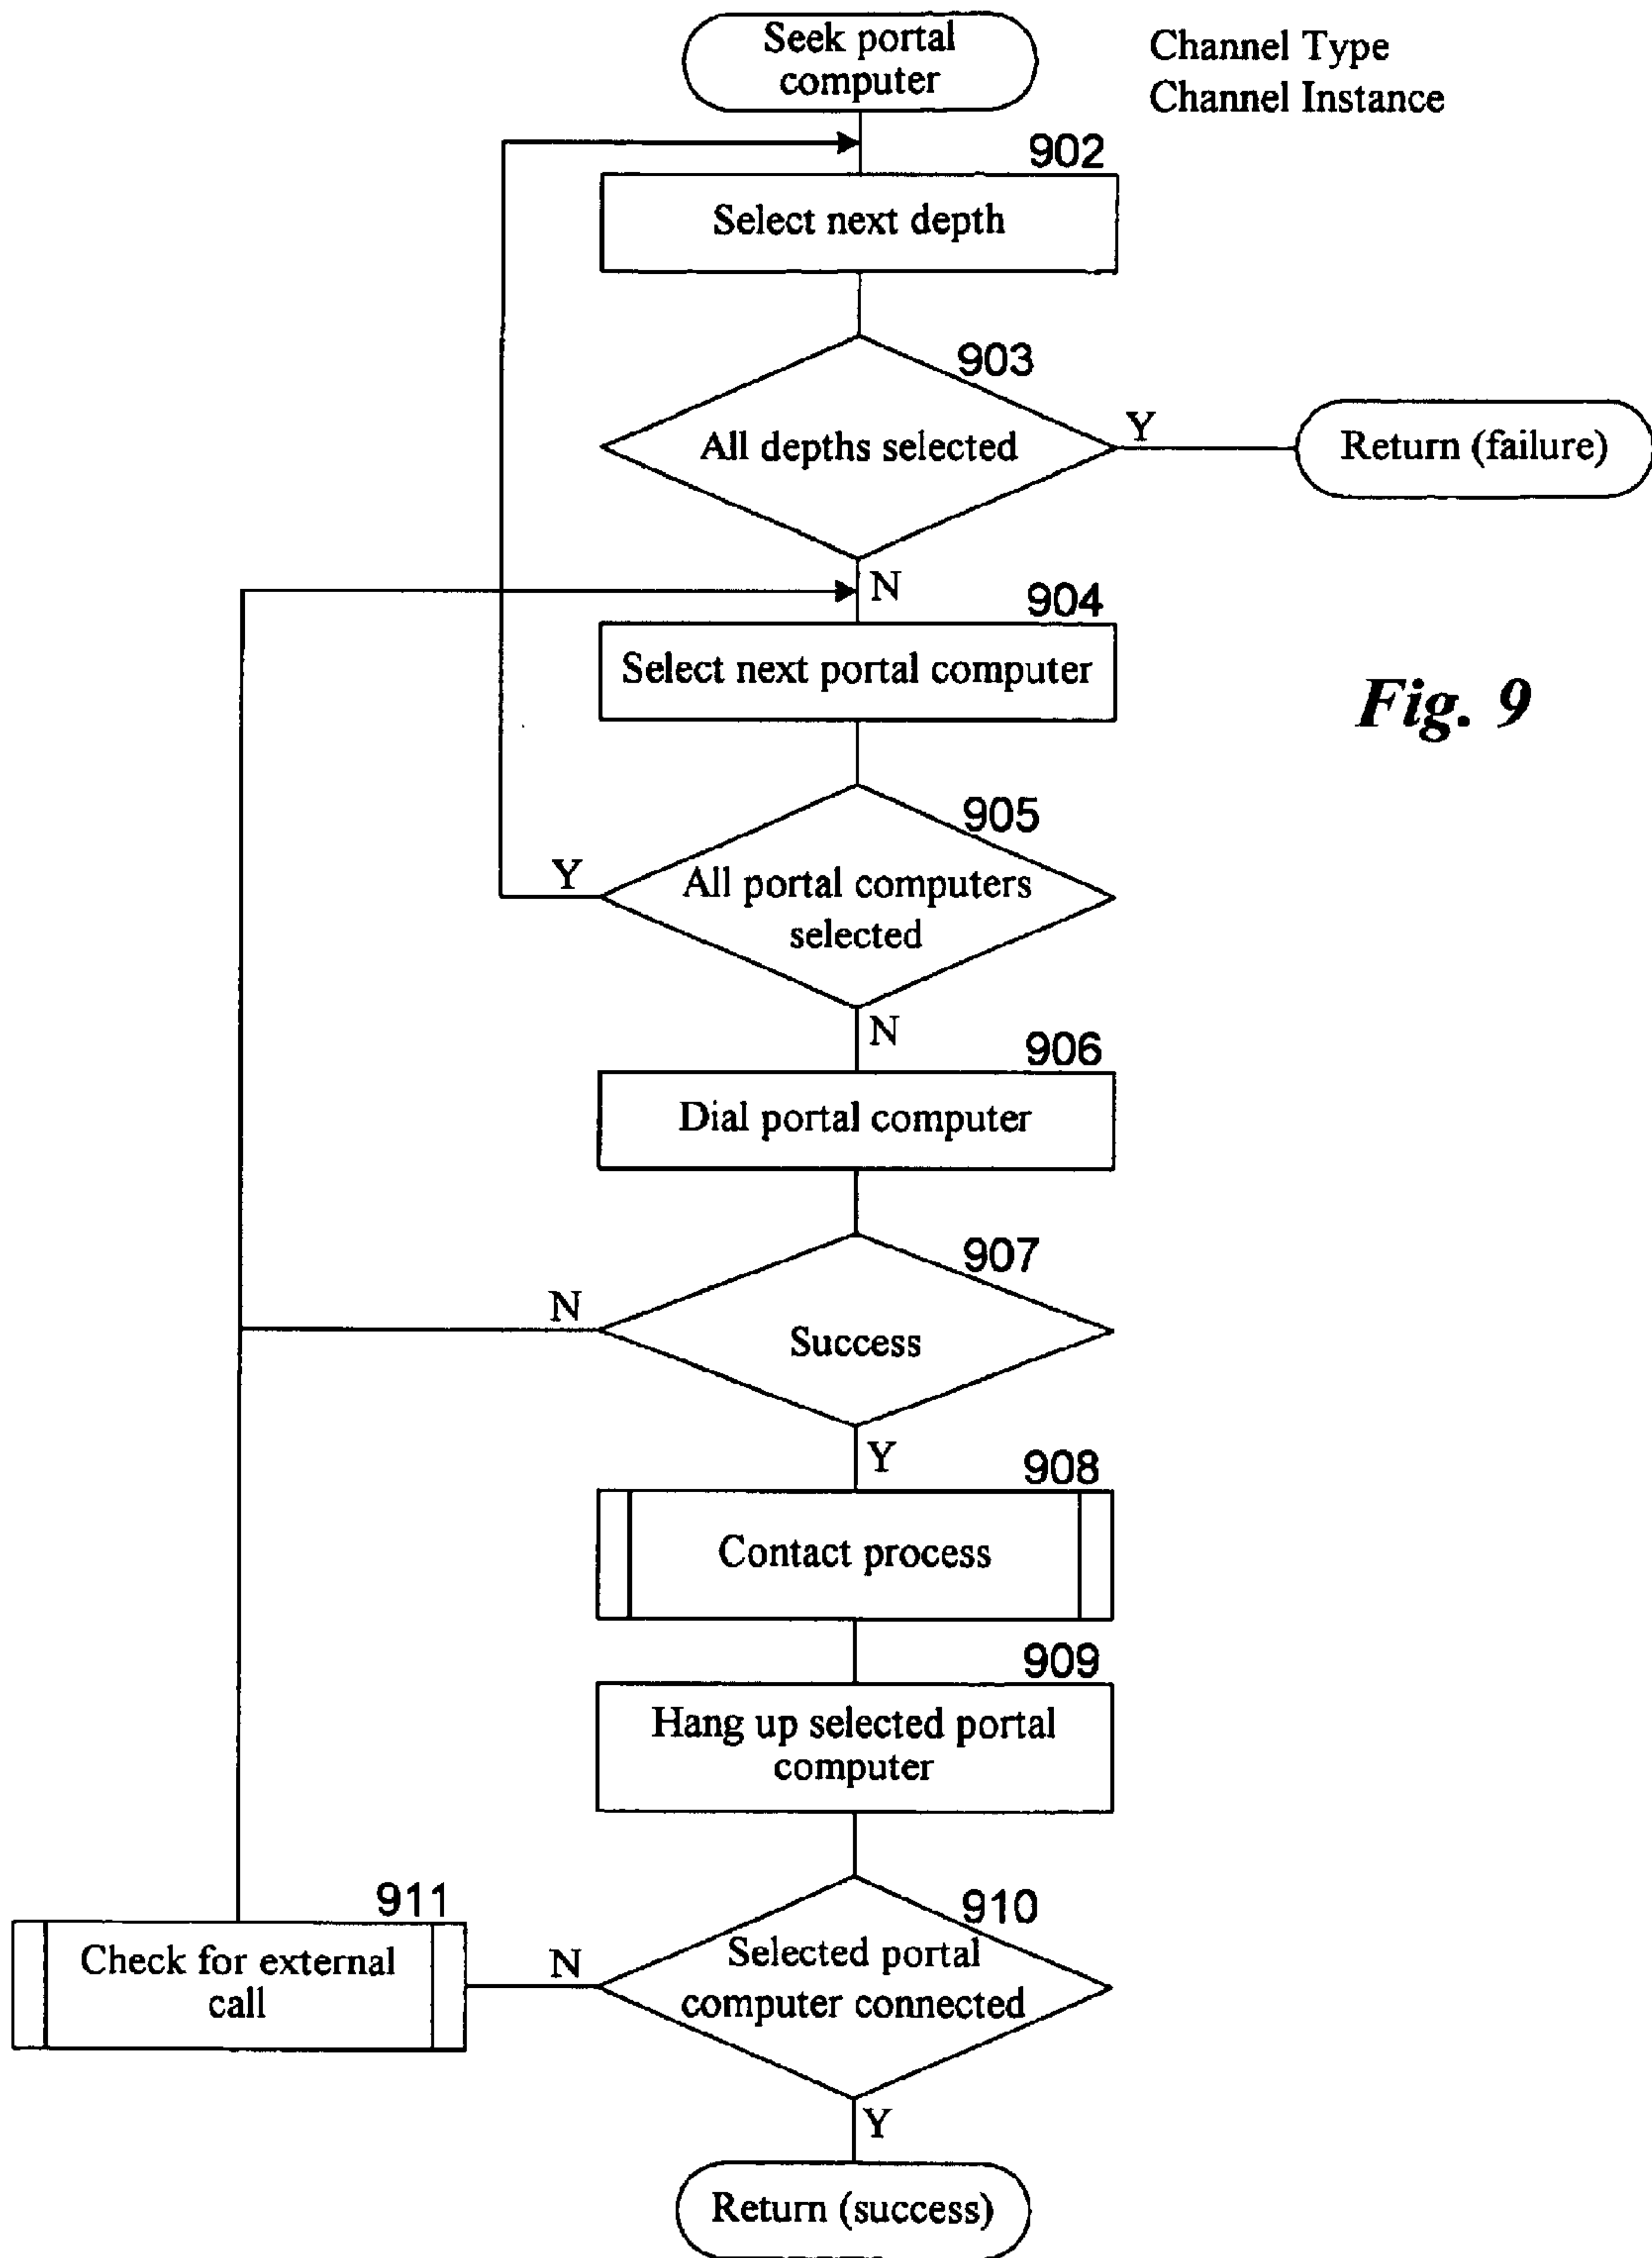 Seek portal
computer
Channel Type
Channel Instance
902
Select next depth
903
All depths selected
Y
Return (failure)
N
904
Select next portal computer
Fig. 9
905
Y
All portal computers
selected
N
906
Dial portal computer
907
N
Success
Y
908
Contact process
909
Hang up selected portal
computer
911
910
Check for external
call
N
Selected portal
computer connected
Y
Return (success)